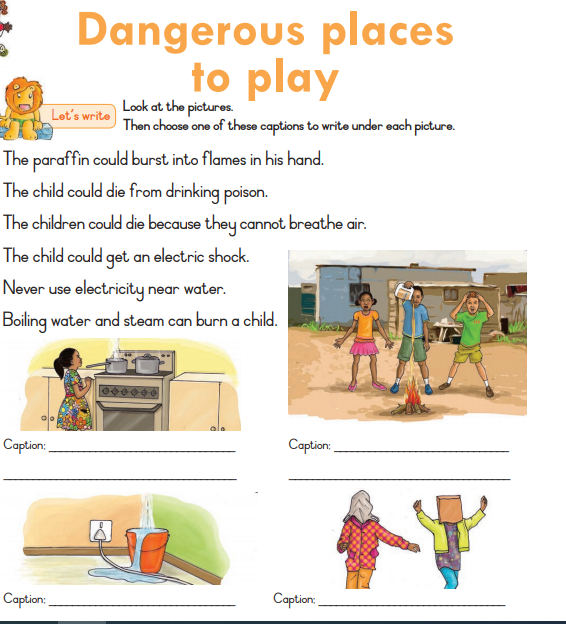 Dangerous places
to play
Let's write
Look at the pictures.
Then choose one of these captions to write under each picture.
The paraffin could burst into flames in his hand.
The child could die from drinking poison.
The children could die because they cannot breathe air.
The child could get an electric shock.
Never use electricity near water.
Boiling water and steam can burn a child.
Caption:
Caption:
Caption:
Caption: